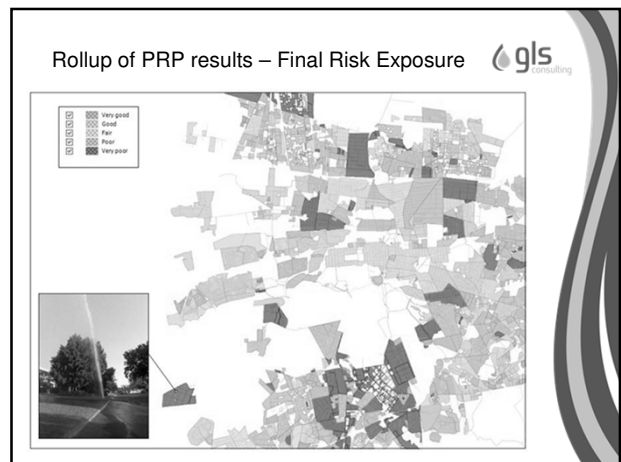 Rollup of PRP results – Final Risk Exposure
gls
consulting
Very good
Good
Fair
Poor
Very poor